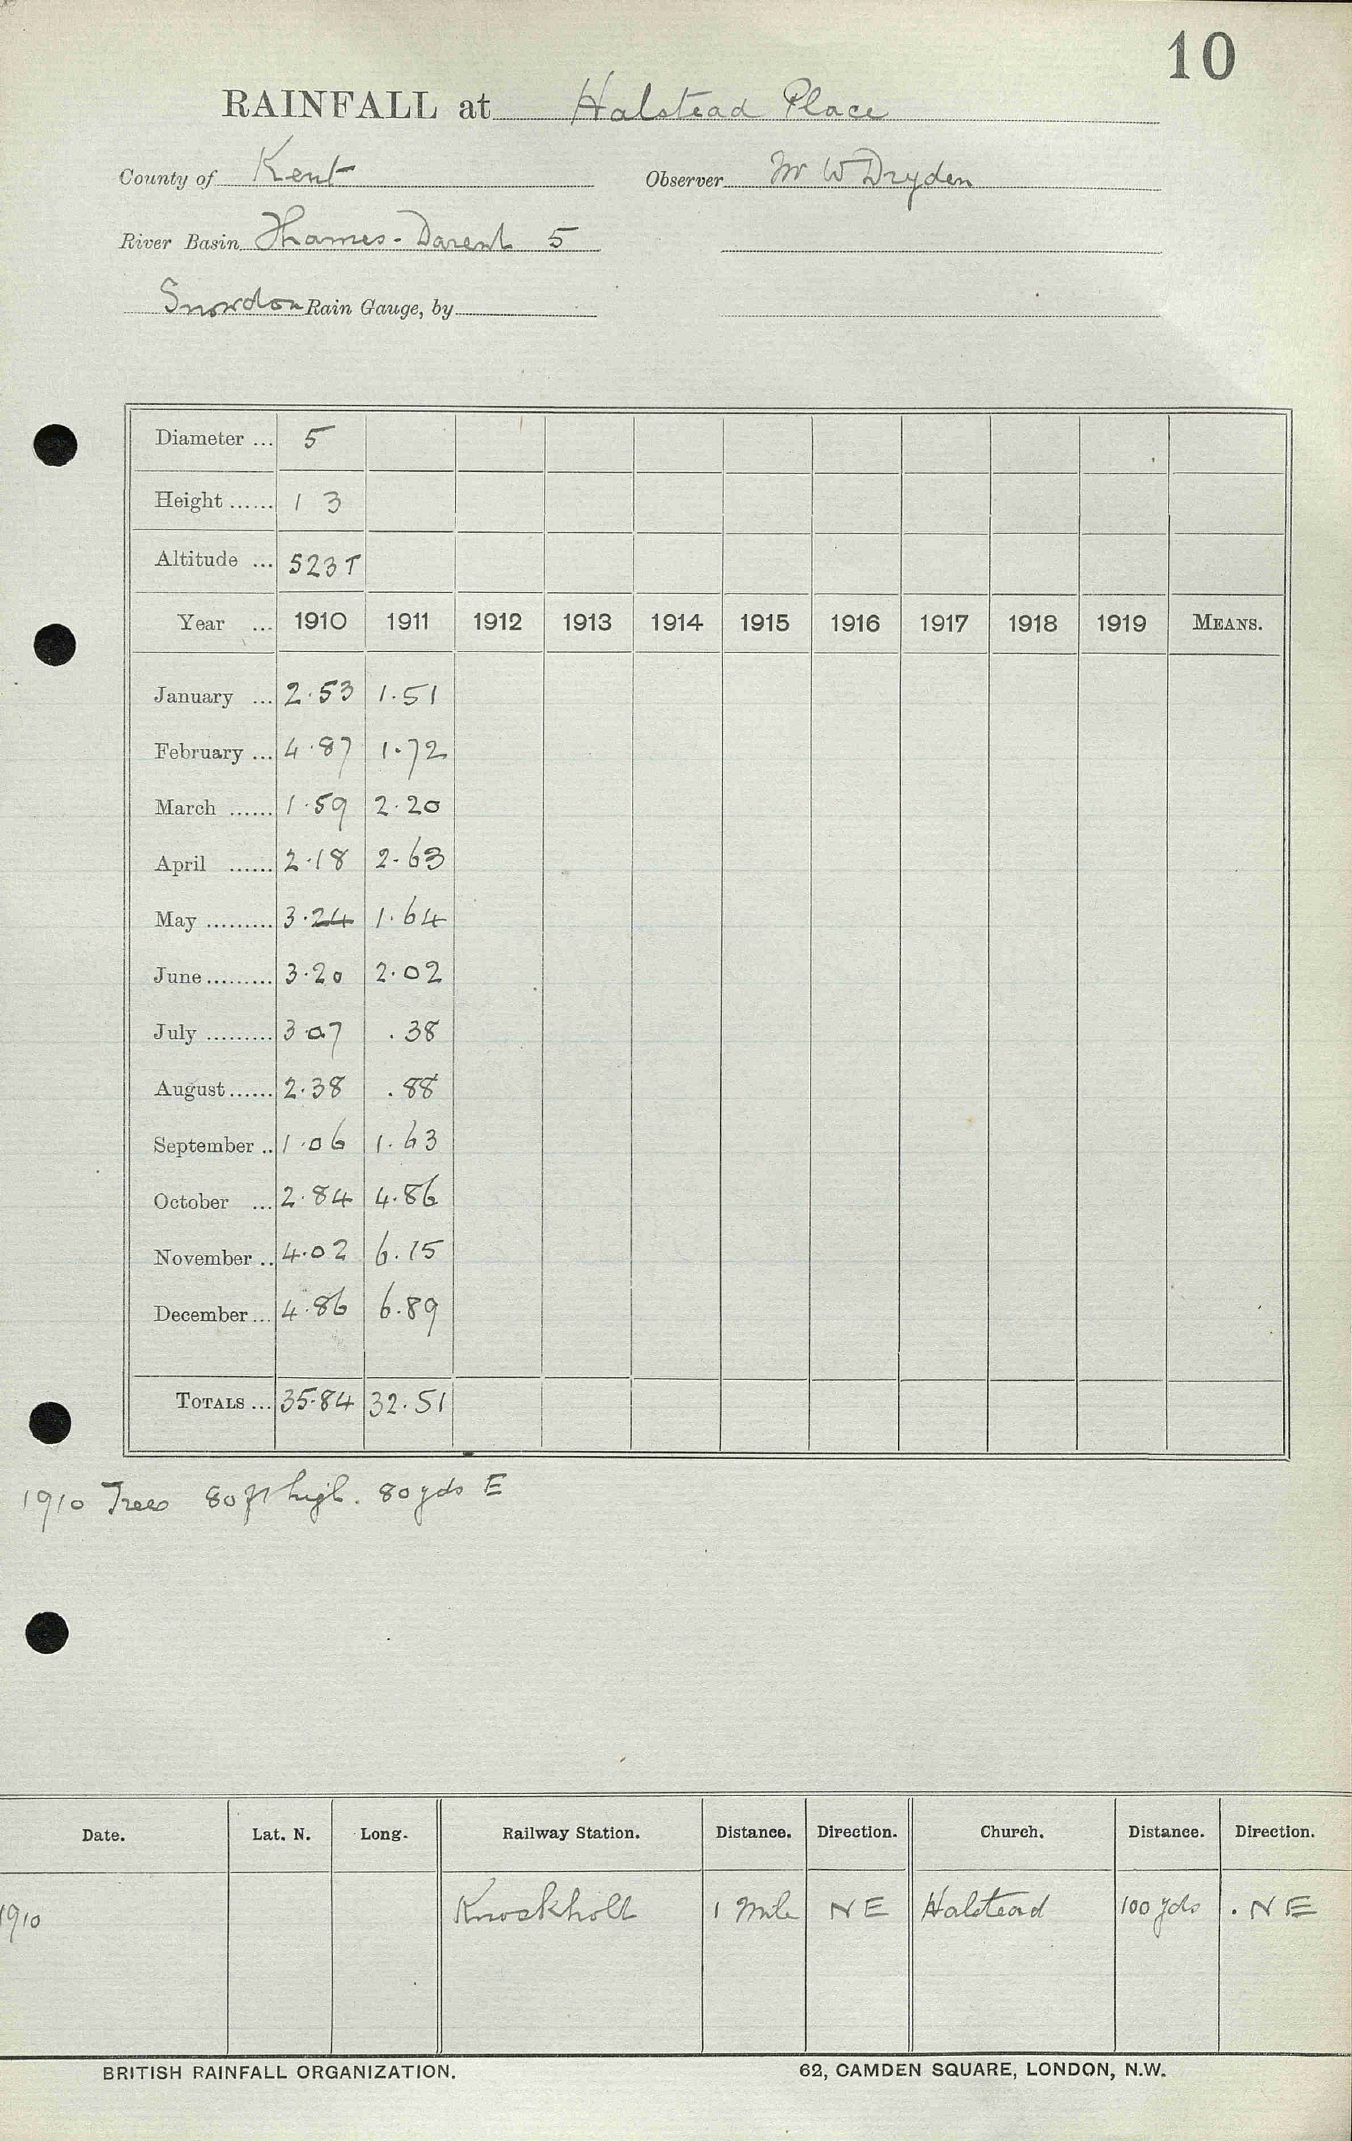 10
RAINFALL at Halstead Place
County of Kent Observer Mr W Dryden
River Basin Thames - Darent 5
Snowdon Rain Gauge, by
Diameter ... 5
Height ...... 1 3
Altitude ... 523 T
Year ... 1910 1911 1912 1913 1914 1915 1916 1917 1918 1919 MEANS.
January ... 2.53 1.51
February ... 4.87 1.72
March ...... 1.59 2.20
April ...... 2.18 2.63
May ......... 3.24 1.64
June ......... 3.20 2.02
July ......... 3.07 .38
August ...... 2.38 .88
September .. 1.06 1.63
October ... 2.84 4.86
November .. 4.02 6.15
December ... 4.86 6.89
TOTALS ... 35.84 32.51
1910 Trees 80 ft high. 80 yds E
Date. Lat. N. Long. Railway Station. Distance. Direction. Church. Distance. Direction.
1910 Knockholt 1 Mile NE Halstead 100 yds . NE
BRITISH RAINFALL ORGANIZATION. 62, CAMDEN SQUARE, LONDON, N.W.